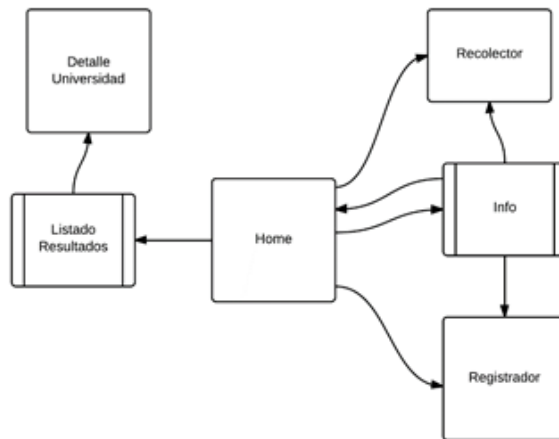 Detalle
Universidad
Recolector
Listado
Resultados
Home
Info
Registrador